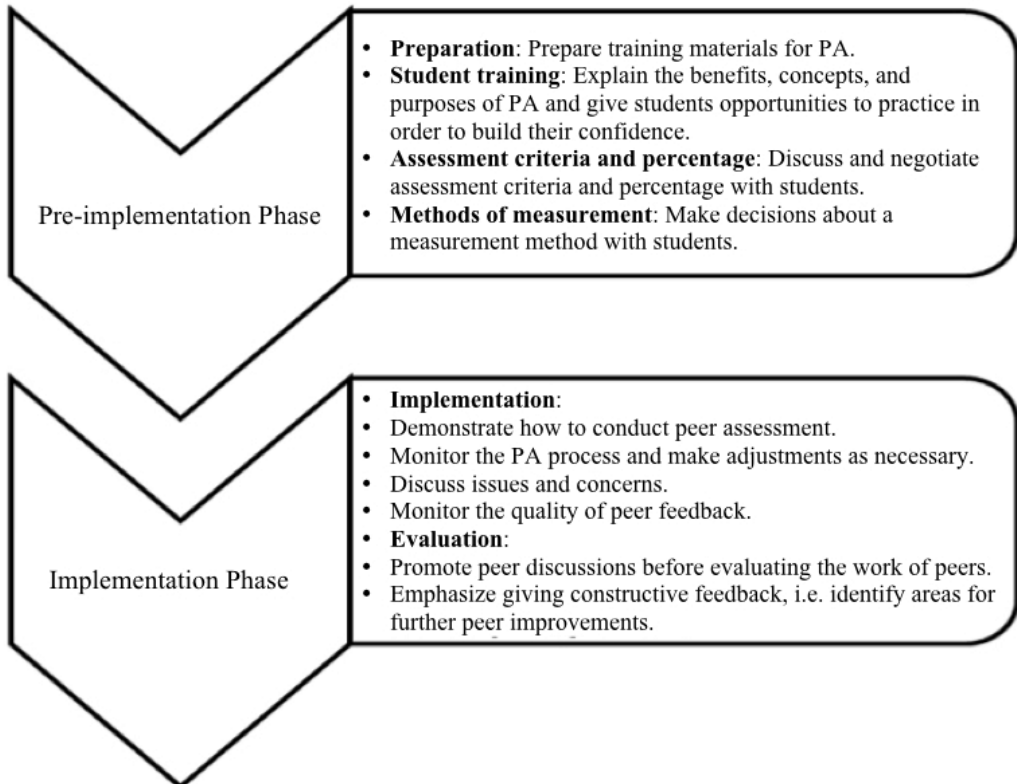 Pre-implementation Phase
• Preparation: Prepare training materials for PA.
• Student training: Explain the benefits, concepts, and
purposes of PA and give students opportunities to practice in
order to build their confidence.
• Assessment criteria and percentage: Discuss and negotiate
assessment criteria and percentage with students.
• Methods of measurement: Make decisions about a
measurement method with students.
Implementation Phase
• Implementation:
• Demonstrate how to conduct peer assessment.
• Monitor the PA process and make adjustments as necessary.
• Discuss issues and concerns.
• Monitor the quality of peer feedback.
• Evaluation:
• Promote peer discussions before evaluating the work of peers.
• Emphasize giving constructive feedback, i.e. identify areas for
further peer improvements.